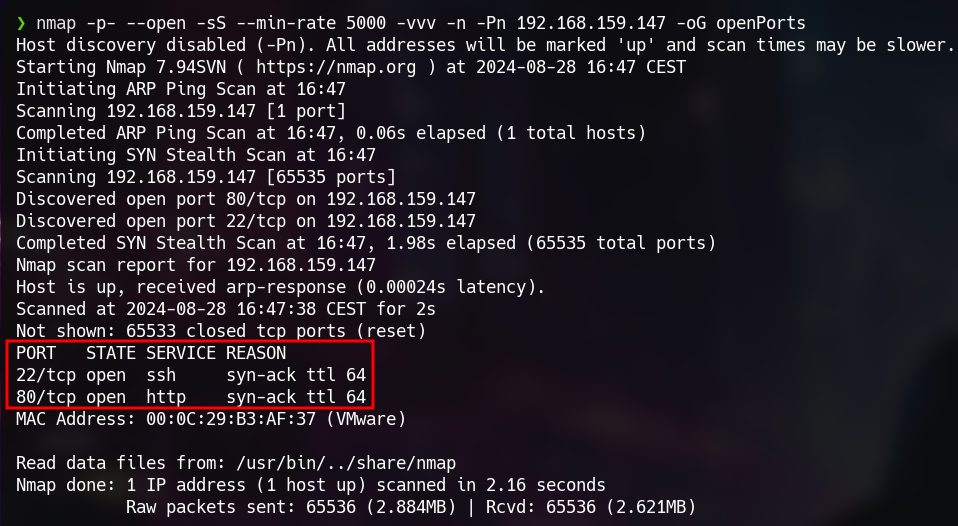 ❯ nmap -p- --open -sS --min-rate 5000 -vvv -n -Pn 192.168.159.147 -oG openPorts
Host discovery disabled (-Pn). All addresses will be marked 'up' and scan times may be slower.
Starting Nmap 7.94SVN ( https://nmap.org ) at 2024-08-28 16:47 CEST
Initiating ARP Ping Scan at 16:47
Scanning 192.168.159.147 [1 port]
Completed ARP Ping Scan at 16:47, 0.06s elapsed (1 total hosts)
Initiating SYN Stealth Scan at 16:47
Scanning 192.168.159.147 [65535 ports]
Discovered open port 80/tcp on 192.168.159.147
Discovered open port 22/tcp on 192.168.159.147
Completed SYN Stealth Scan at 16:47, 1.98s elapsed (65535 total ports)
Nmap scan report for 192.168.159.147
Host is up, received arp-response (0.00024s latency).
Scanned at 2024-08-28 16:47:38 CEST for 2s
Not shown: 65533 closed tcp ports (reset)
PORT   STATE SERVICE REASON
22/tcp open  ssh     syn-ack ttl 64
80/tcp open  http    syn-ack ttl 64
MAC Address: 00:0C:29:B3:AF:37 (VMware)
Read data files from: /usr/bin/../share/nmap
Nmap done: 1 IP address (1 host up) scanned in 2.16 seconds
Raw packets sent: 65536 (2.884MB) | Rcvd: 65536 (2.621MB)